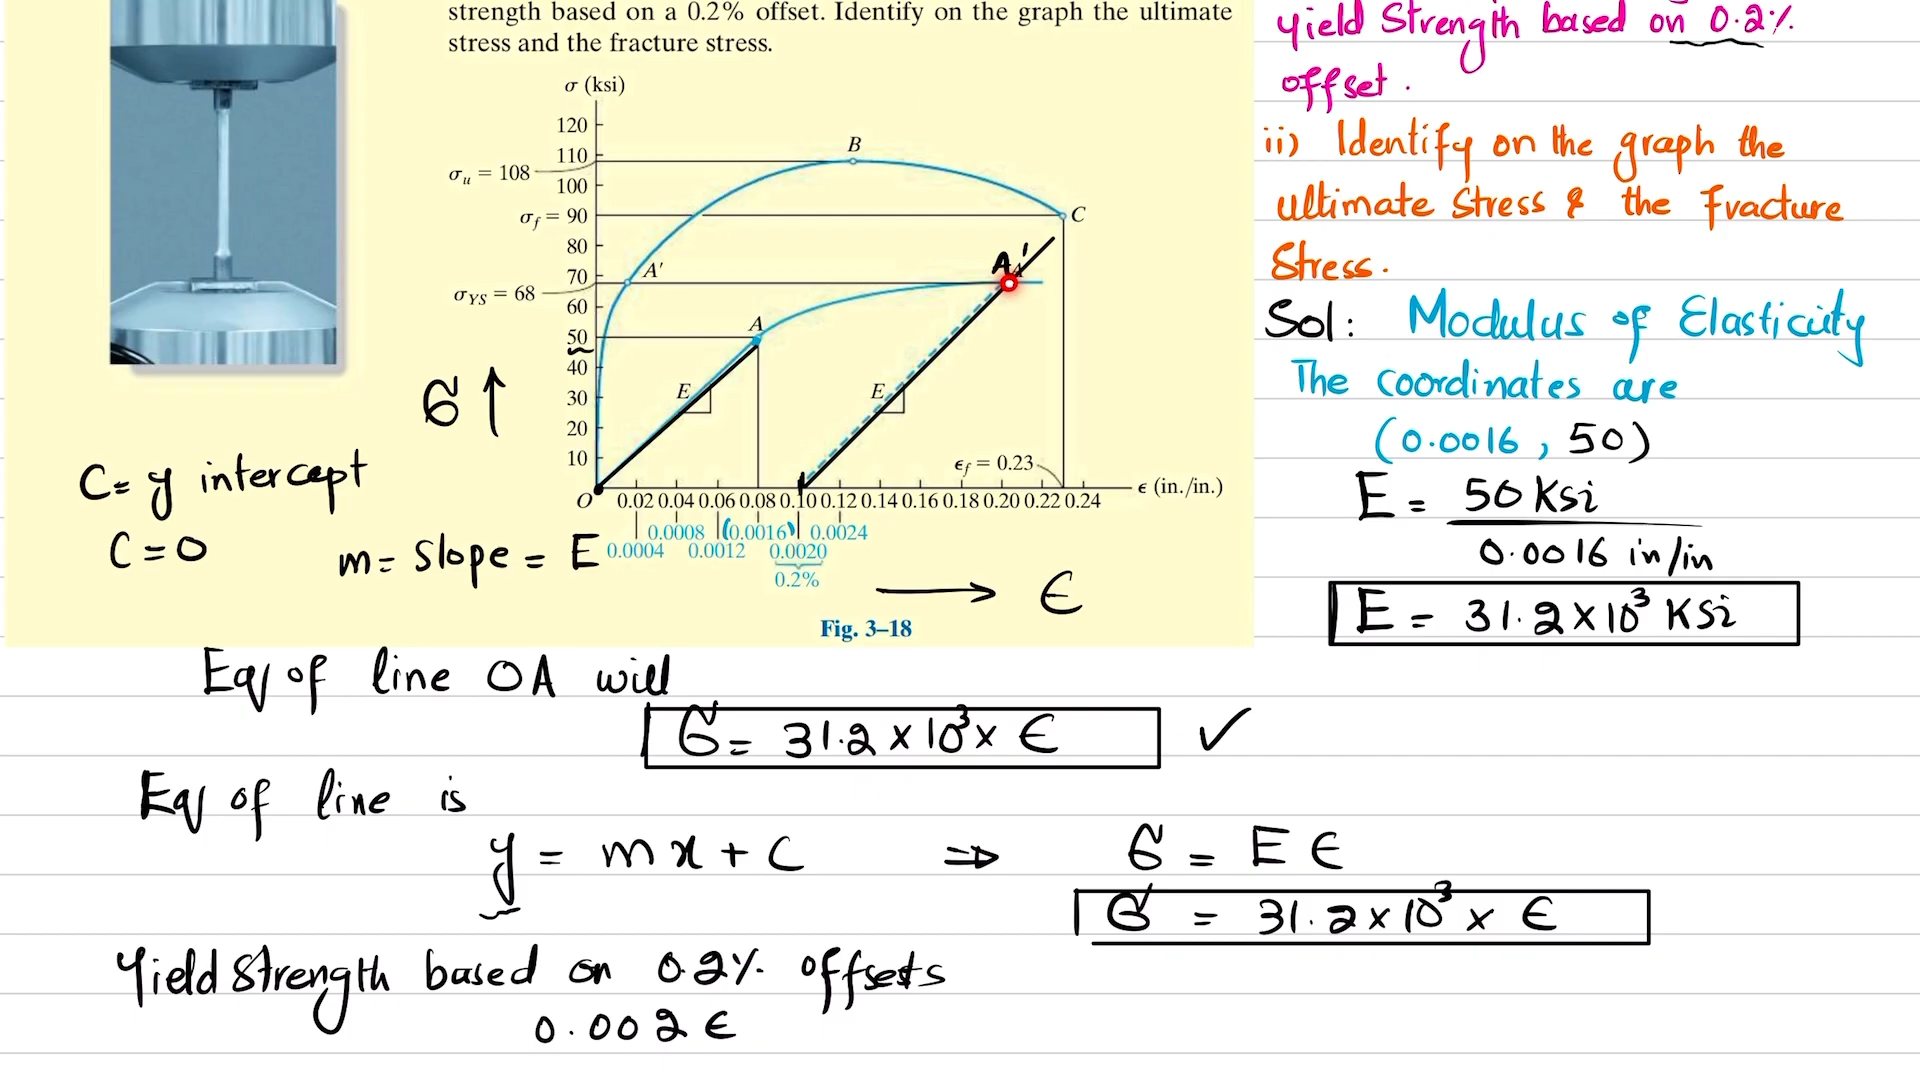 strength based on a 0.2% offset. Identify on the graph the ultimate
stress and the fracture stress.
σ (ksi)
120
110
σu = 108
100
σf = 90
80
70
σYS = 68
60
50
40
30
20
10
O
B
C
A'
A'
A
E
E
ϵf = 0.23
0.02 0.04 0.06 0.08 0.10 0.12 0.14 0.16 0.18 0.20 0.22 0.24
ϵ (in./in.)
0.0008 (0.0016) 0.0024
0.0004 0.0012 0.0020
0.2%
Fig. 3–18
σ ↑
C= y intercept
C = 0
m = Slope = E
→ ϵ
Eq of line OA will
σ = 31.2 x 10³ x ϵ ✓
Eq of line is
y = mx + C ⇒ σ = E ϵ
σ = 31.2 x 10³ x ϵ
Yield Strength based on 0.2% offsets
0.002 ϵ
Yield Strength based on 0.2%
offset.
ii) Identify on the graph the
ultimate Stress & the Fracture
Stress.
Sol: Modulus of Elasticity
The coordinates are
(0.0016, 50)
E = 50 Ksi
0.0016 in/in
E = 31.2 x 10³ KSi